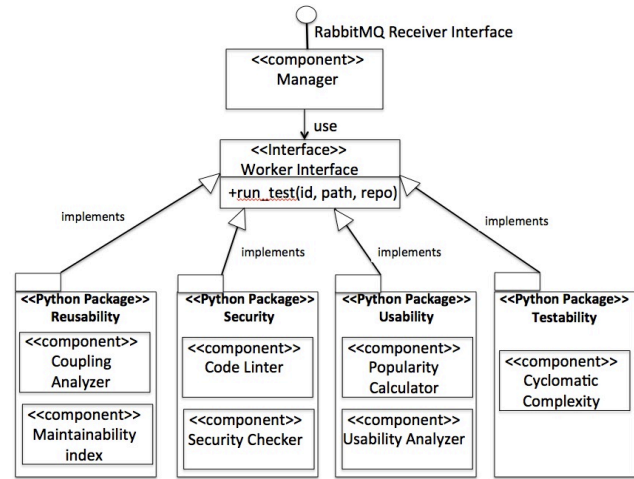 RabbitMQ Receiver Interface
<<component>>
Manager
use
<<Interface>>
Worker Interface
+run_test(id, path, repo)
implements
implements
implements
implements
<<Python Package>>
Reusability
<<component>>
Coupling
Analyzer
<<component>>
Maintainability
index
<<Python Package>>
Security
<<component>>
Code Linter
<<component>>
Security Checker
<<Python Package>>
Usability
<<component>>
Popularity
Calculator
<<component>>
Usability Analyzer
<<Python Package>>
Testability
<<component>>
Cyclomatic
Complexity